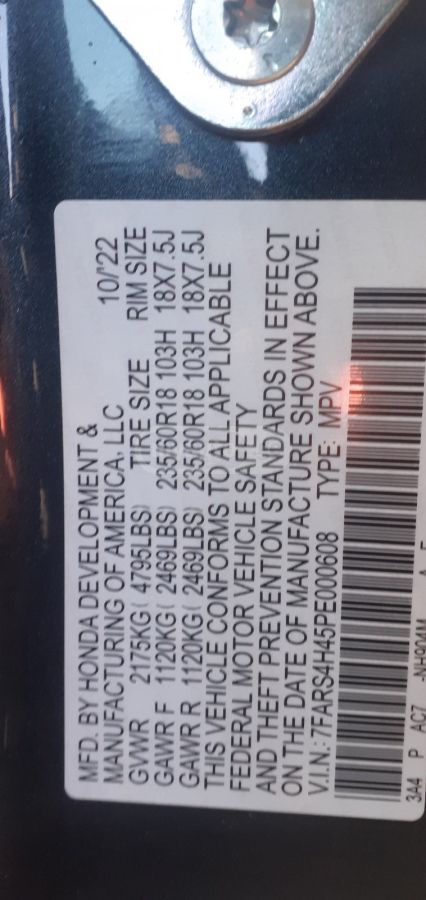 MFD. BY HONDA DEVELOPMENT &
MANUFACTURING OF AMERICA, LLC 10/'22
GVWR 2175KG( 4795LBS) TIRE SIZE RIM SIZE
GAWR F 1120KG( 2469LBS) 235/60R18 103H 18X7.5J
GAWR R 1120KG( 2469LBS) 235/60R18 103H 18X7.5J
THIS VEHICLE CONFORMS TO ALL APPLICABLE
FEDERAL MOTOR VEHICLE SAFETY
AND THEFT PREVENTION STANDARDS IN EFFECT
ON THE DATE OF MANUFACTURE SHOWN ABOVE.
V.I.N.: 7FARS4H45PE000608 TYPE: MPV
3A4 P AC7 -NH904M A